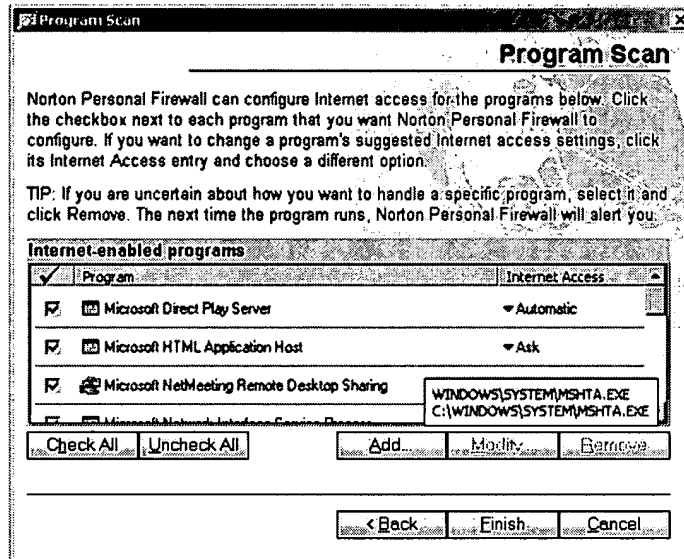 Program Scan
Program Scan
Norton Personal Firewall can configure Internet access for the programs below. Click
the checkbox next to each program that you want Norton Personal Firewall to
configure. If you want to change a program's suggested Internet access settings, click
its Internet Access entry and choose a different option.
TIP: If you are uncertain about how you want to handle a specific program, select it and
click Remove. The next time the program runs, Norton Personal Firewall will alert you.
Internet-enabled programs
Program Internet Access
Microsoft Direct Play Server Automatic
Microsoft HTML Application Host Ask
Microsoft NetMeeting Remote Desktop Sharing
WINDOWS\SYSTEM\MSHTA.EXE
C:\WINDOWS\SYSTEM\MSHTA.EXE
Microsoft Network Interface Service Process
Check All Uncheck All Add... Modify... Remove
< Back Finish Cancel